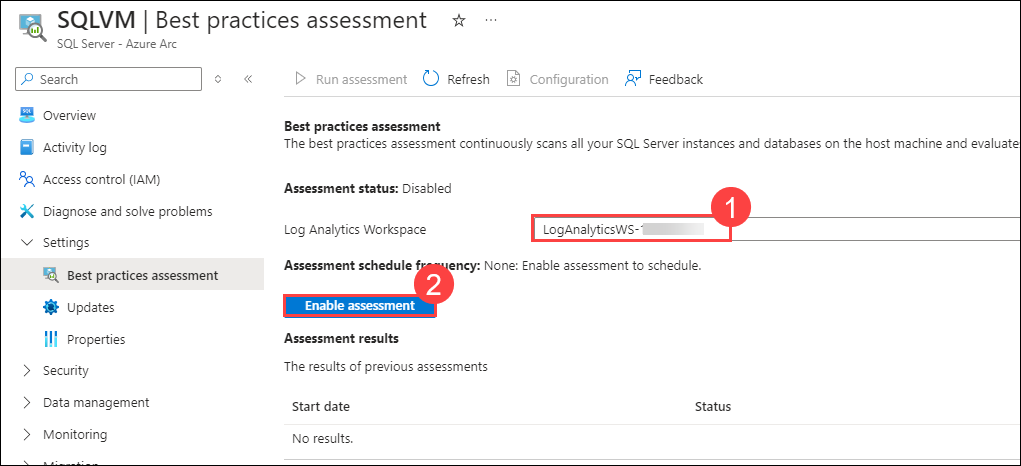 SQLVM | Best practices assessment
SQL Server - Azure Arc
Search
Run assessment Refresh Configuration Feedback
SQL Overview
Activity log
Access control (IAM)
Diagnose and solve problems
Settings
Best practices assessment
Updates
Properties
Security
Data management
Monitoring
Best practices assessment
The best practices assessment continuously scans all your SQL Server instances and databases on the host machine and evaluate
Assessment status: Disabled
1
Log Analytics Workspace LogAnalyticsWS-
Assessment schedule frequency: None: Enable assessment to schedule.
2
Enable assessment
Assessment results
The results of previous assessments
Start date Status
No results.